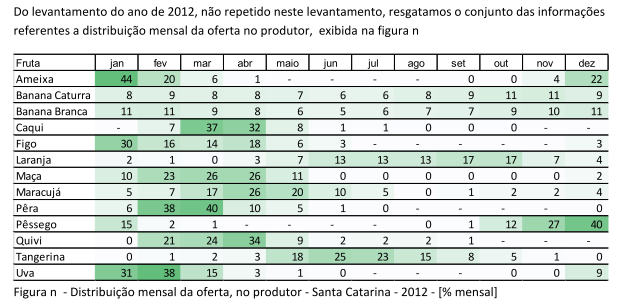 Do levantamento do ano de 2012, não repetido neste levantamento, resgatamos o conjunto das informações
referentes a distribuição mensal da oferta no produtor, exibida na figura n
Fruta jan fev mar abr maio jun jul ago set out nov dez
Ameixa 44 20 6 1 - - - - 0 0 4 22
Banana Caturra 8 9 8 8 7 6 6 8 9 11 11 9
Banana Branca 11 11 9 8 6 5 6 7 7 9 10 11
Caqui - 7 37 32 8 1 1 0 0 0 - -
Figo 30 16 14 18 6 3 - - - - - 3
Laranja 2 1 0 3 7 13 13 13 17 17 7 4
Maça 10 23 26 26 11 0 0 0 0 0 0 2
Maracujá 5 7 17 26 20 10 5 0 1 2 2 4
Pêra 6 38 40 10 5 1 0 - - - - 0
Pêssego 15 2 1 - - - - 0 1 12 27 40
Quivi 0 21 24 34 9 2 2 2 1 - - -
Tangerina 0 1 2 3 18 25 23 15 8 5 1 0
Uva 31 38 15 3 1 0 - - - 0 0 9
Figura n - Distribuição mensal da oferta, no produtor - Santa Catarina - 2012 - [% mensal]